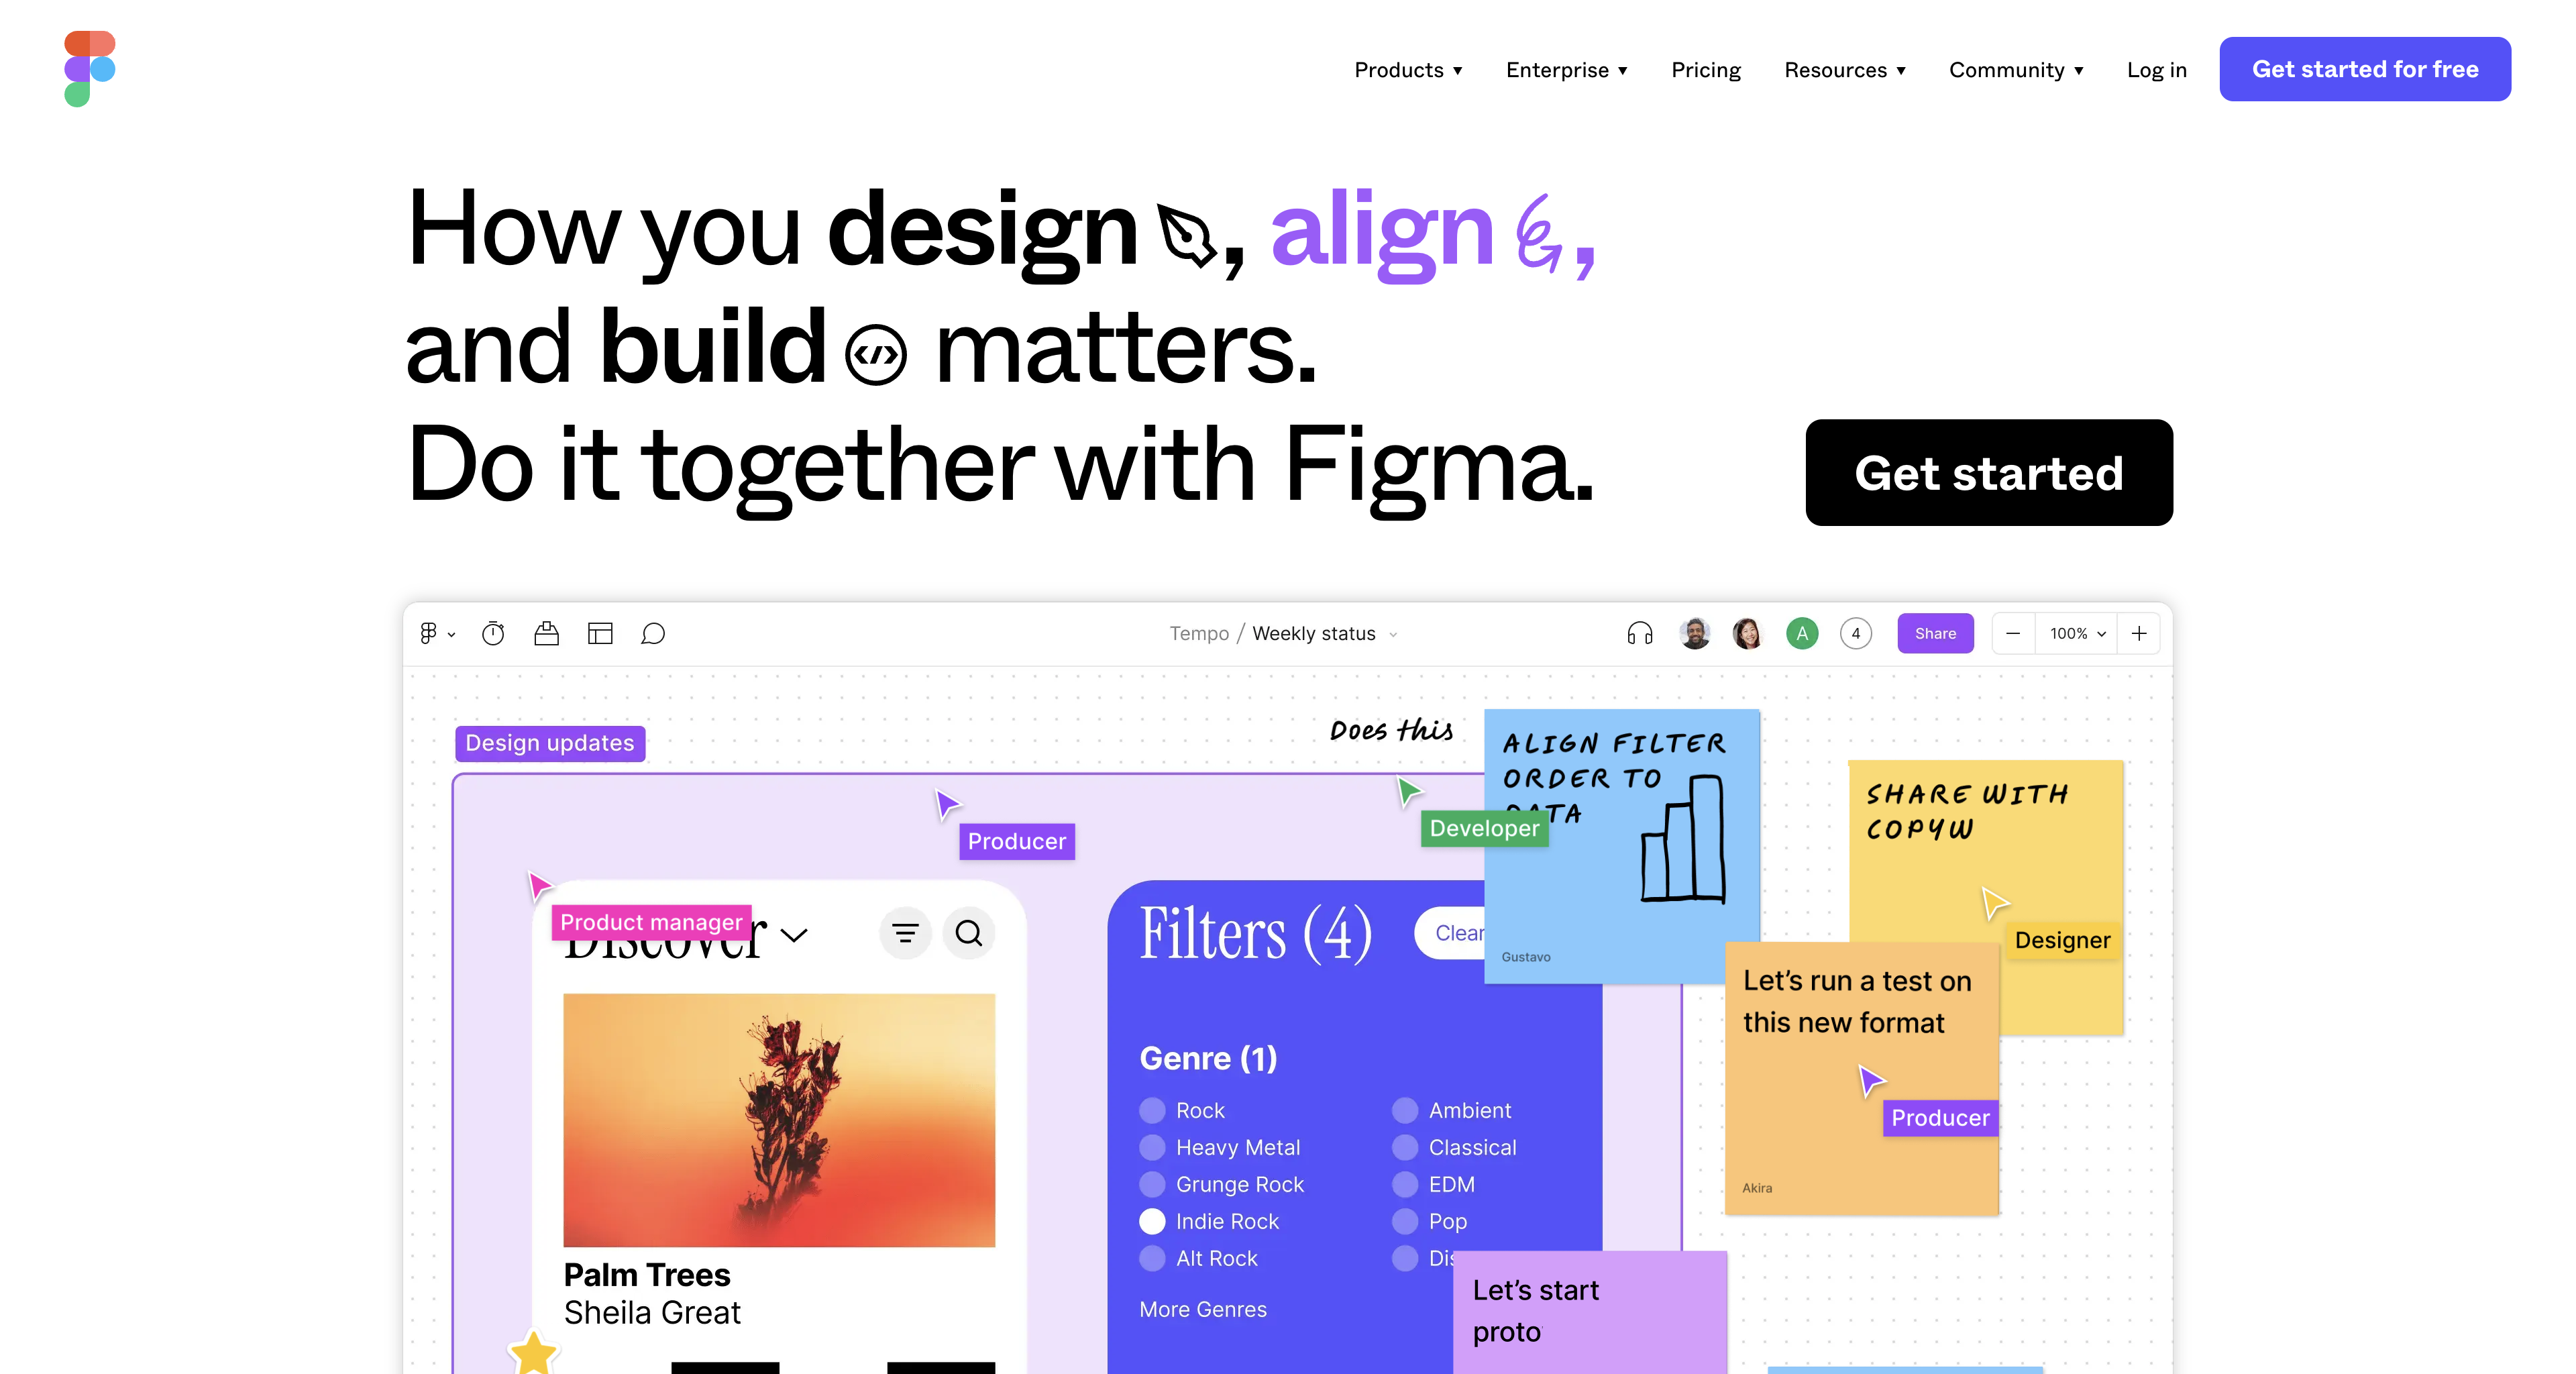 Products ▼ Enterprise ▼ Pricing Resources ▼ Community ▼ Log in Get started for free
How you design, align,
and build </> matters.
Do it together with Figma.
Get started
Tempo / Weekly status
A
4
Share
100%
Design updates
Does this
ALIGN FILTER
ORDER TO
DATA
Gustavo
SHARE WITH
COPYW
Producer
Developer
Product manager
Discover
Filters (4)
Clear
Designer
Let’s run a test on
this new format
Producer
Akira
Genre (1)
Rock
Heavy Metal
Grunge Rock
Indie Rock
Alt Rock
Ambient
Classical
EDM
Pop
Dis
More Genres
Palm Trees
Sheila Great
Let’s start
proto